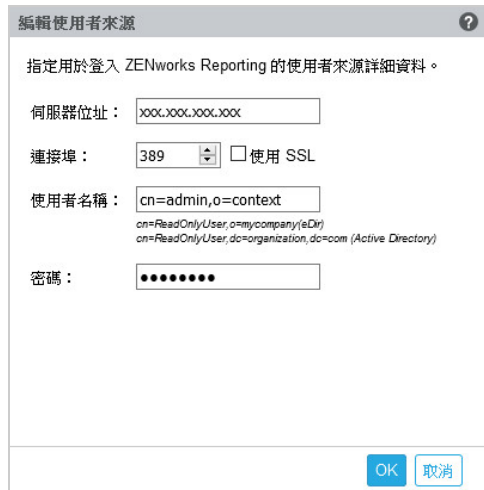 編輯使用者來源
指定用於登入 ZENworks Reporting 的使用者來源詳細資料。
伺服器位址： xxx.xxx.xxx.xxx
連接埠： 389 使用 SSL
使用者名稱： cn=admin,o=context
cn=ReadOnlyUser,o=mycompany(eDir)
cn=ReadOnlyUser,dc=organization,dc=com (Active Directory)
密碼： ●●●●●●●●
OK 取消